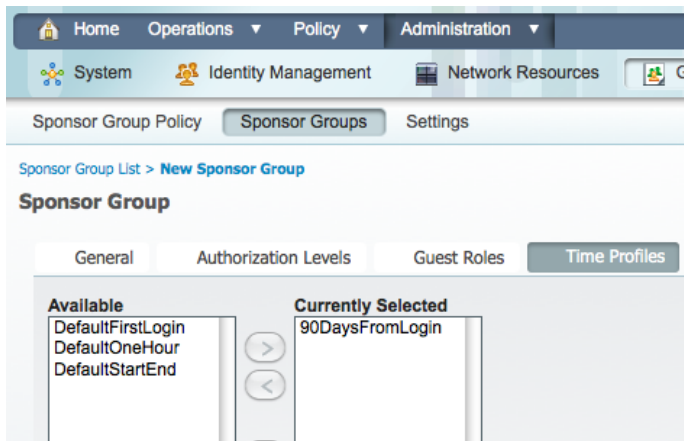 Home Operations ▼ Policy ▼ Administration ▼
System Identity Management Network Resources G
Sponsor Group Policy Sponsor Groups Settings
Sponsor Group List > New Sponsor Group
Sponsor Group
General Authorization Levels Guest Roles Time Profiles
Available Currently Selected
DefaultFirstLogin 90DaysFromLogin
DefaultOneHour >
DefaultStartEnd <